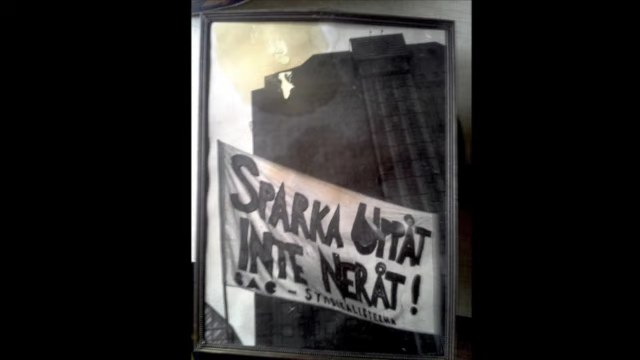 SPARKA UPPÅT
INTE NERÅT!
SAC - SYNDIKALISTERNA